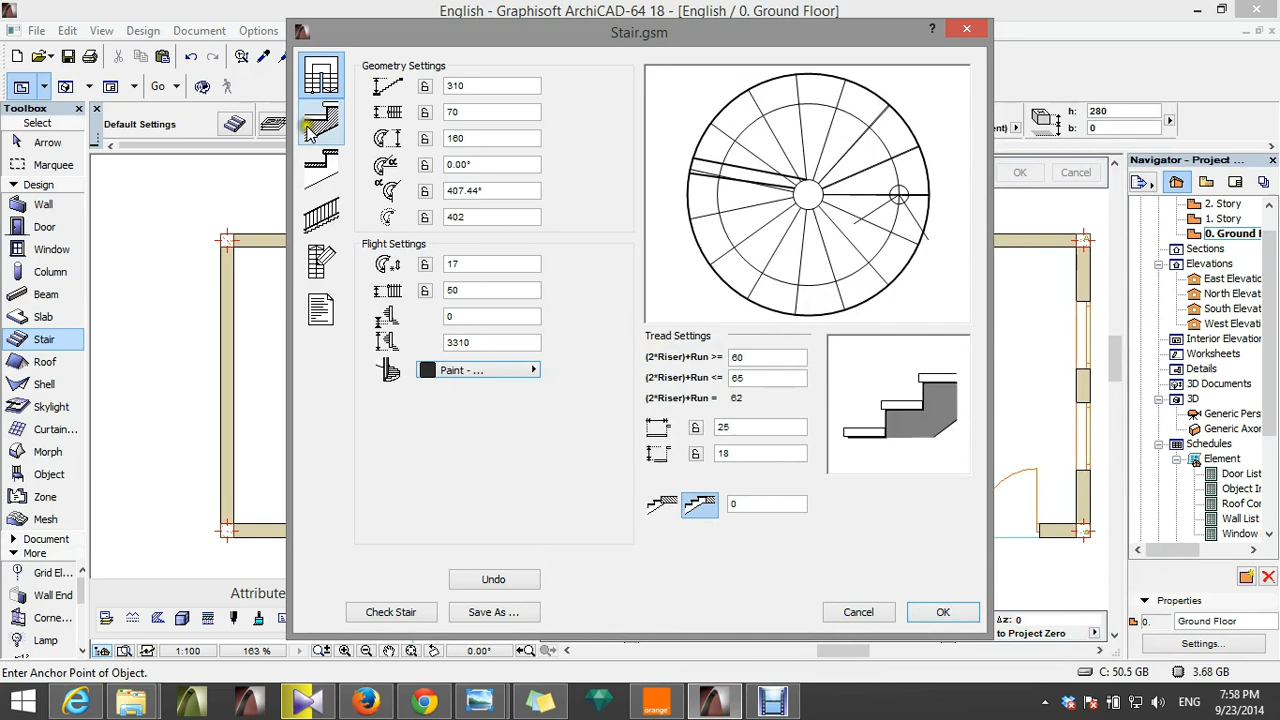 English - Graphisoft ArchiCAD-64 18 - [English / 0. Ground Floor]
File Edit View Design Document Options
Stair.gsm
?
Go
Toolbox
Select
Arrow
Marquee
Design
Wall
Door
Window
Column
Beam
Slab
Stair
Roof
Shell
Skylight
Curtain...
Morph
Object
Zone
Mesh
Document
More
Grid El...
Wall End
Corne...
Lamp
Default Settings
Geometry Settings
310
70
160
0.00°
407.44°
402
Flight Settings
17
50
0
3310
Paint - ...
Undo
Check Stair
Save As ...
Tread Settings
(2*Riser)+Run >= 60
(2*Riser)+Run <= 65
(2*Riser)+Run = 62
25
18
0
Cancel
OK
h: 280
b: 0
OK Cancel
Navigator - Project ...
2. Story
1. Story
0. Ground F
Sections
Elevations
East Elevat
North Elevat
South Eleva
West Elevat
Interior Elevatio
Worksheets
Details
3D Documents
3D
Generic Pers
Generic Axon
Schedules
Element
Door List
Object In
Roof Cor
Wall List
Window
Properties
0. Ground Floor
Settings...
Attribute
1:100
163 %
0.00°
Δz: 0
to Project Zero
Enter Anchor Point of Object.
C: 50.5 GB
3.68 GB
orange
ENG
7:58 PM
9/23/2014